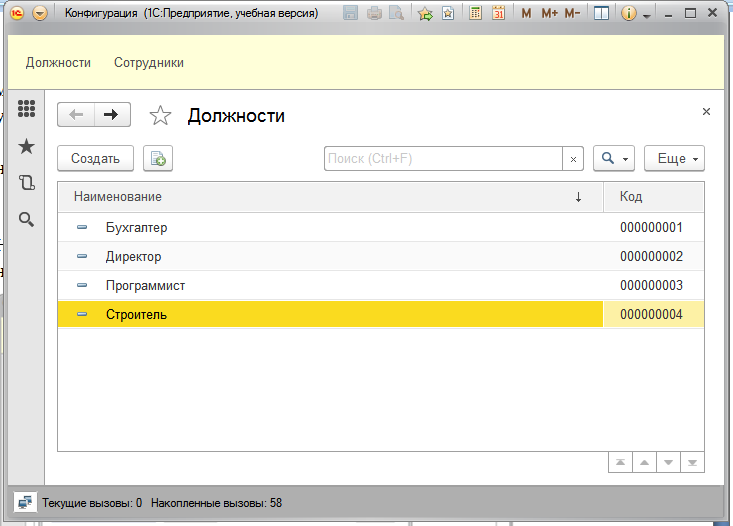 Конфигурация (1С:Предприятие, учебная версия)
M M+ M-
Должности Сотрудники
Должности
Создать Поиск (Ctrl+F) Еще
Наименование Код
Бухгалтер 000000001
Директор 000000002
Программист 000000003
Строитель 000000004
Текущие вызовы: 0 Накопленные вызовы: 58